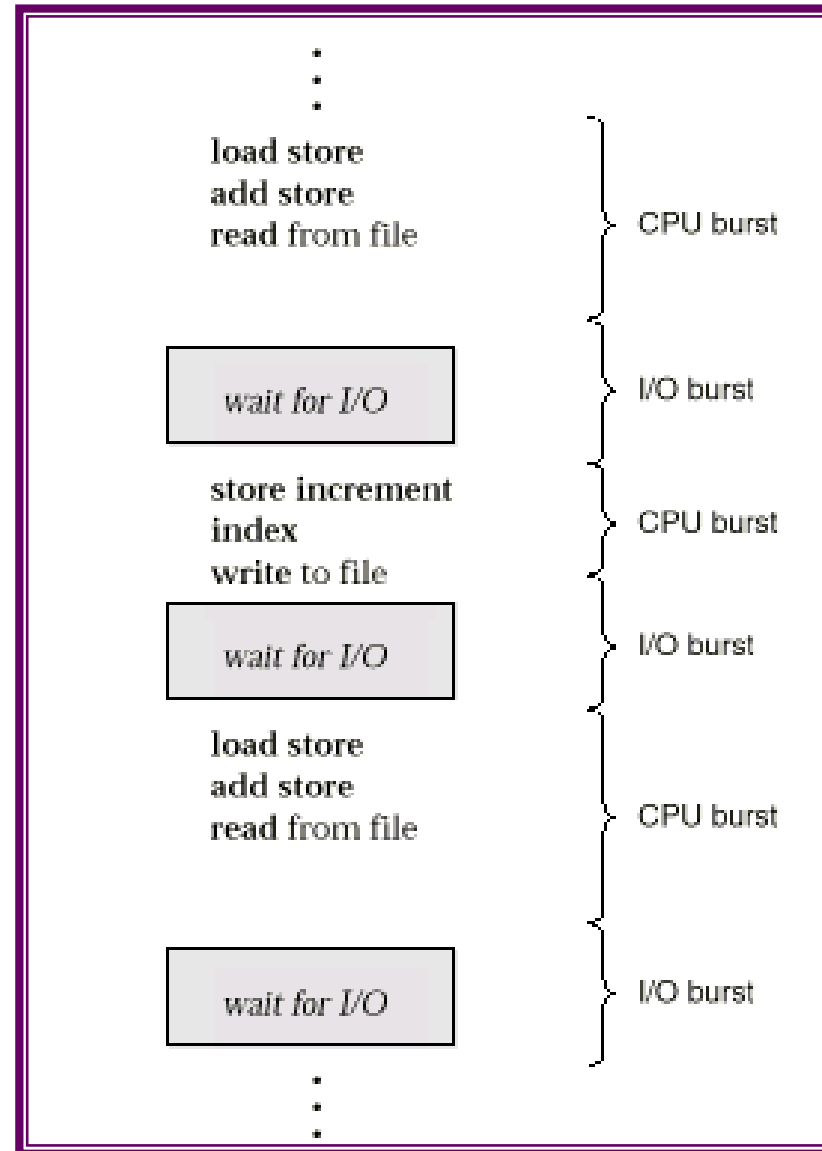 load store
add store
read from file
CPU burst
wait for I/O
I/O burst
store increment
index
write to file
CPU burst
wait for I/O
I/O burst
load store
add store
read from file
CPU burst
wait for I/O
I/O burst